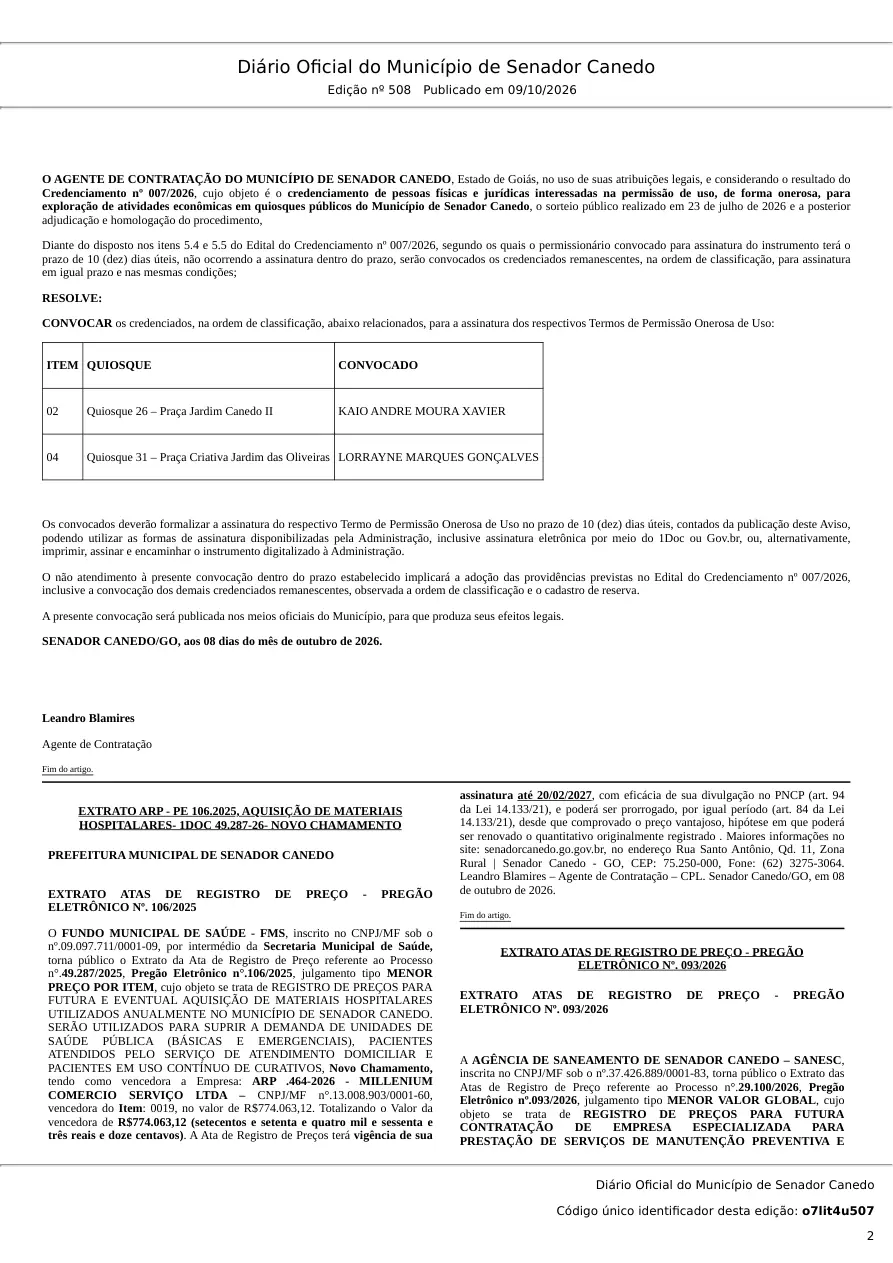 Diário Oficial do Município de Senador Canedo
Edição nº 508   Publicado em 09/10/2026
O AGENTE DE CONTRATAÇÃO DO MUNICÍPIO DE SENADOR CANEDO, Estado de Goiás, no uso de suas atribuições legais, e considerando o resultado do
Credenciamento nº 007/2026, cujo objeto é o credenciamento de pessoas físicas e jurídicas interessadas na permissão de uso, de forma onerosa, para
exploração de atividades econômicas em quiosques públicos do Município de Senador Canedo, o sorteio público realizado em 23 de julho de 2026 e a posterior
adjudicação e homologação do procedimento,
Diante do disposto nos itens 5.4 e 5.5 do Edital do Credenciamento nº 007/2026, segundo os quais o permissionário convocado para assinatura do instrumento terá o
prazo de 10 (dez) dias úteis, não ocorrendo a assinatura dentro do prazo, serão convocados os credenciados remanescentes, na ordem de classificação, para assinatura
em igual prazo e nas mesmas condições;
RESOLVE:
CONVOCAR os credenciados, na ordem de classificação, abaixo relacionados, para a assinatura dos respectivos Termos de Permissão Onerosa de Uso:
ITEM QUIOSQUE CONVOCADO
02 Quiosque 26 – Praça Jardim Canedo II KAIO ANDRE MOURA XAVIER
04 Quiosque 31 – Praça Criativa Jardim das Oliveiras LORRAYNE MARQUES GONÇALVES
Os convocados deverão formalizar a assinatura do respectivo Termo de Permissão Onerosa de Uso no prazo de 10 (dez) dias úteis, contados da publicação deste Aviso,
podendo utilizar as formas de assinatura disponibilizadas pela Administração, inclusive assinatura eletrônica por meio do 1Doc ou Gov.br, ou, alternativamente,
imprimir, assinar e encaminhar o instrumento digitalizado à Administração.
O não atendimento à presente convocação dentro do prazo estabelecido implicará a adoção das providências previstas no Edital do Credenciamento nº 007/2026,
inclusive a convocação dos demais credenciados remanescentes, observada a ordem de classificação e o cadastro de reserva.
A presente convocação será publicada nos meios oficiais do Município, para que produza seus efeitos legais.
SENADOR CANEDO/GO, aos 08 dias do mês de outubro de 2026.
Leandro Blamires
Agente de Contratação
Fim do artigo.
EXTRATO ARP - PE 106.2025, AQUISIÇÃO DE MATERIAIS
HOSPITALARES- 1DOC 49.287-26- NOVO CHAMAMENTO
PREFEITURA MUNICIPAL DE SENADOR CANEDO
EXTRATO ATAS DE REGISTRO DE PREÇO - PREGÃO
ELETRÔNICO Nº. 106/2025
O FUNDO MUNICIPAL DE SAÚDE - FMS, inscrito no CNPJ/MF sob o
nº.09.097.711/0001-09, por intermédio da Secretaria Municipal de Saúde,
torna público o Extrato da Ata de Registro de Preço referente ao Processo
n°.49.287/2025, Pregão Eletrônico n°.106/2025, julgamento tipo MENOR
PREÇO POR ITEM, cujo objeto se trata de REGISTRO DE PREÇOS PARA
FUTURA E EVENTUAL AQUISIÇÃO DE MATERIAIS HOSPITALARES
UTILIZADOS ANUALMENTE NO MUNICÍPIO DE SENADOR CANEDO.
SERÃO UTILIZADOS PARA SUPRIR A DEMANDA DE UNIDADES DE
SAÚDE PÚBLICA (BÁSICAS E EMERGENCIAIS), PACIENTES
ATENDIDOS PELO SERVIÇO DE ATENDIMENTO DOMICILIAR E
PACIENTES EM USO CONTÍNUO DE CURATIVOS, Novo Chamamento,
tendo como vencedora a Empresa: ARP .464-2026 - MILLENIUM
COMERCIO SERVIÇO LTDA – CNPJ/MF n°.13.008.903/0001-60,
vencedora do Item: 0019, no valor de R$774.063,12. Totalizando o Valor da
vencedora de R$774.063,12 (setecentos e setenta e quatro mil e sessenta e
três reais e doze centavos). A Ata de Registro de Preços terá vigência de sua
assinatura até 20/02/2027, com eficácia de sua divulgação no PNCP (art. 94
da Lei 14.133/21), e poderá ser prorrogado, por igual período (art. 84 da Lei
14.133/21), desde que comprovado o preço vantajoso, hipótese em que poderá
ser renovado o quantitativo originalmente registrado . Maiores informações no
site: senadorcanedo.go.gov.br, no endereço Rua Santo Antônio, Qd. 11, Zona
Rural | Senador Canedo - GO, CEP: 75.250-000, Fone: (62) 3275-3064.
Leandro Blamires – Agente de Contratação – CPL. Senador Canedo/GO, em 08
de outubro de 2026.
Fim do artigo.
EXTRATO ATAS DE REGISTRO DE PREÇO - PREGÃO
ELETRÔNICO Nº. 093/2026
EXTRATO ATAS DE REGISTRO DE PREÇO - PREGÃO
ELETRÔNICO Nº. 093/2026
A AGÊNCIA DE SANEAMENTO DE SENADOR CANEDO – SANESC,
inscrita no CNPJ/MF sob o nº.37.426.889/0001-83, torna público o Extrato das
Atas de Registro de Preço referente ao Processo n°.29.100/2026, Pregão
Eletrônico nº.093/2026, julgamento tipo MENOR VALOR GLOBAL, cujo
objeto se trata de REGISTRO DE PREÇOS PARA FUTURA
CONTRATAÇÃO DE EMPRESA ESPECIALIZADA PARA
PRESTAÇÃO DE SERVIÇOS DE MANUTENÇÃO PREVENTIVA E
Diário Oficial do Município de Senador Canedo
Código único identificador desta edição: o7lit4u507
2